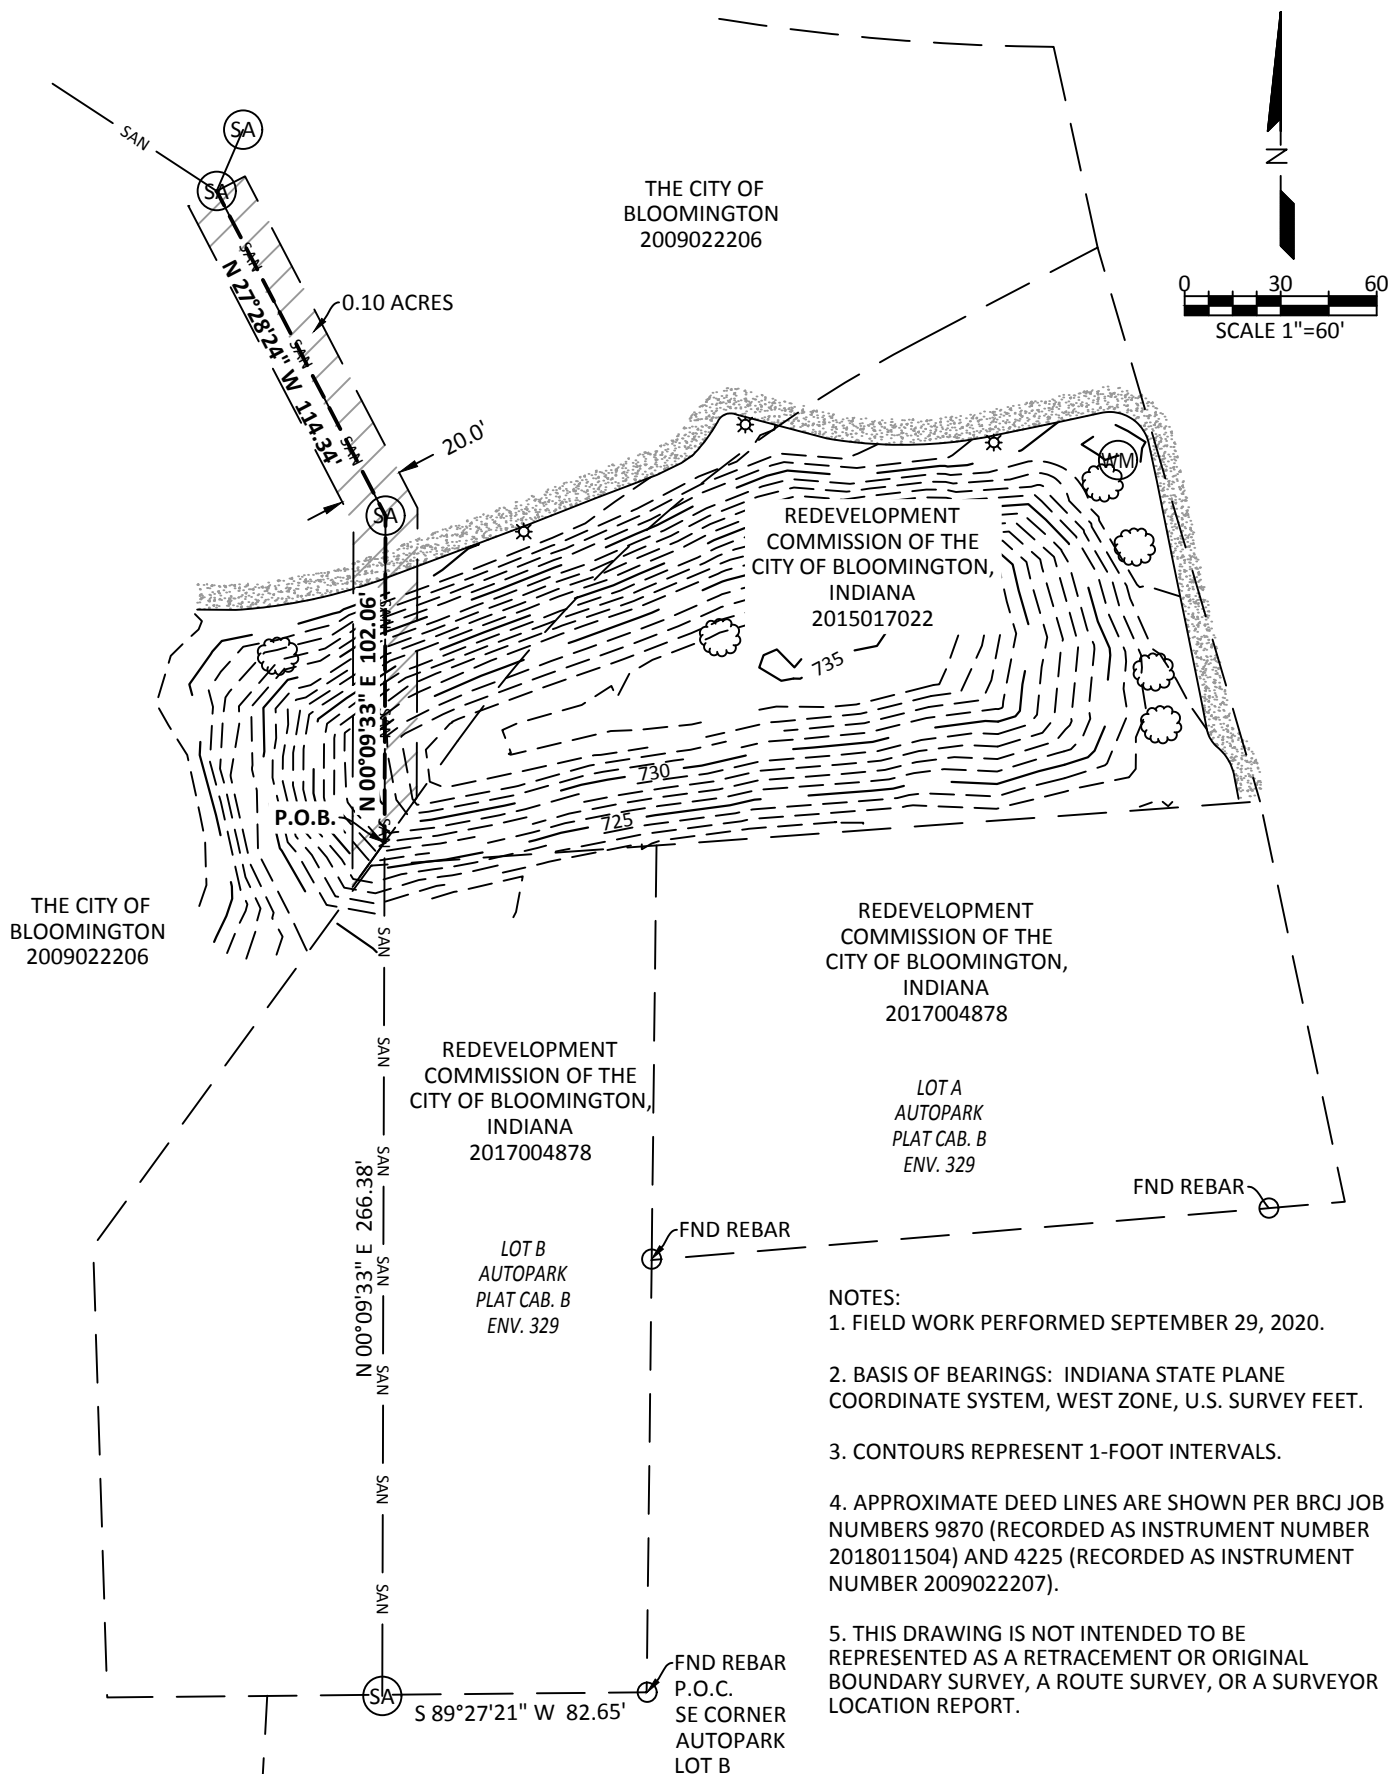 SAN
SA
SA
THE CITY OF
BLOOMINGTON
2009022206
N
0 30 60
SCALE 1"=60'
SAN
N 27°28'24" W 114.34'
0.10 ACRES
SAN
SAN
20.0'
SA
WM
REDEVELOPMENT
COMMISSION OF THE
CITY OF BLOOMINGTON,
INDIANA
2015017022
735
SAN
N 00°09'33" E 102.06'
SAN
730
P.O.B.
725
THE CITY OF
BLOOMINGTON
2009022206
SAN
REDEVELOPMENT
COMMISSION OF THE
CITY OF BLOOMINGTON,
INDIANA
2017004878
SAN
REDEVELOPMENT
COMMISSION OF THE
CITY OF BLOOMINGTON,
INDIANA
2017004878
LOT A
AUTOPARK
PLAT CAB. B
ENV. 329
SAN
N 00°09'33" E 266.38'
FND REBAR
FND REBAR
LOT B
AUTOPARK
PLAT CAB. B
ENV. 329
SAN
SAN
SAN
SAN
NOTES:
1. FIELD WORK PERFORMED SEPTEMBER 29, 2020.
2. BASIS OF BEARINGS: INDIANA STATE PLANE
COORDINATE SYSTEM, WEST ZONE, U.S. SURVEY FEET.
3. CONTOURS REPRESENT 1-FOOT INTERVALS.
4. APPROXIMATE DEED LINES ARE SHOWN PER BRCJ JOB
NUMBERS 9870 (RECORDED AS INSTRUMENT NUMBER
2018011504) AND 4225 (RECORDED AS INSTRUMENT
NUMBER 2009022207).
5. THIS DRAWING IS NOT INTENDED TO BE
REPRESENTED AS A RETRACEMENT OR ORIGINAL
BOUNDARY SURVEY, A ROUTE SURVEY, OR A SURVEYOR
LOCATION REPORT.
SA
S 89°27'21" W 82.65'
FND REBAR
P.O.C.
SE CORNER
AUTOPARK
LOT B